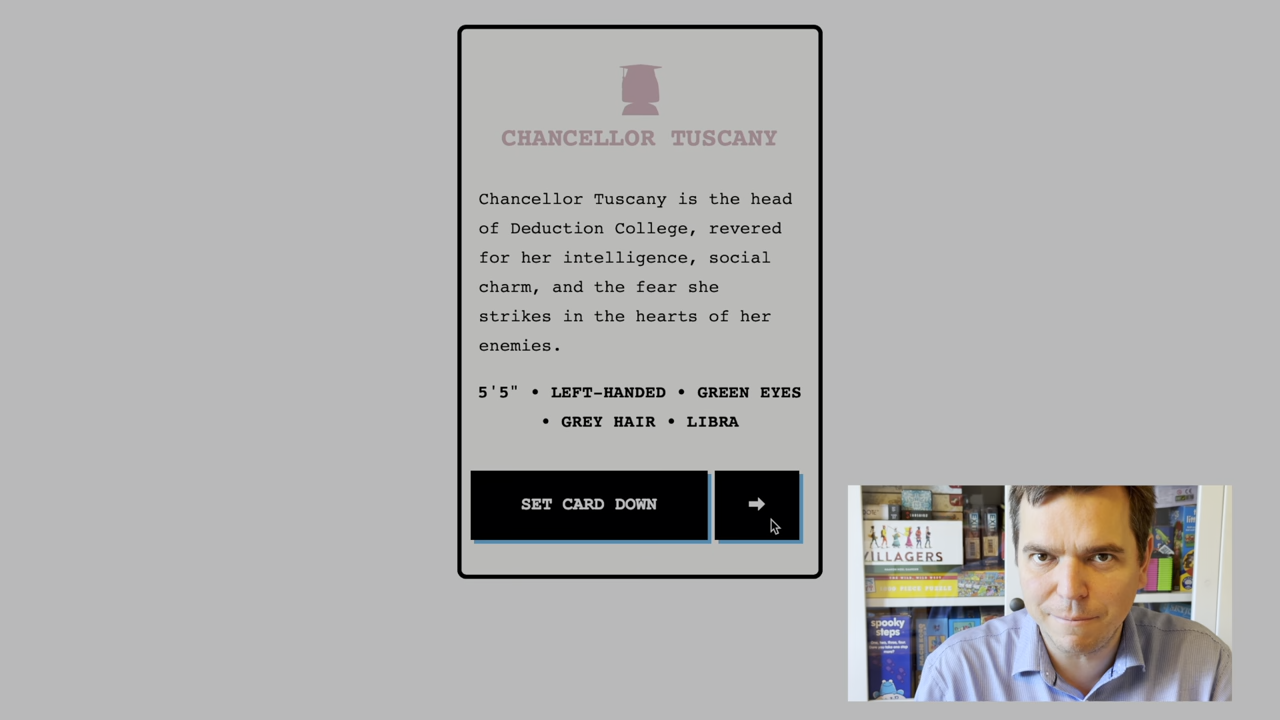 CHANCELLOR TUSCANY
Chancellor Tuscany is the head
of Deduction College, revered
for her intelligence, social
charm, and the fear she
strikes in the hearts of her
enemies.
5'5" • LEFT-HANDED • GREEN EYES
• GREY HAIR • LIBRA
SET CARD DOWN
VILLAGERS
spooky
steps